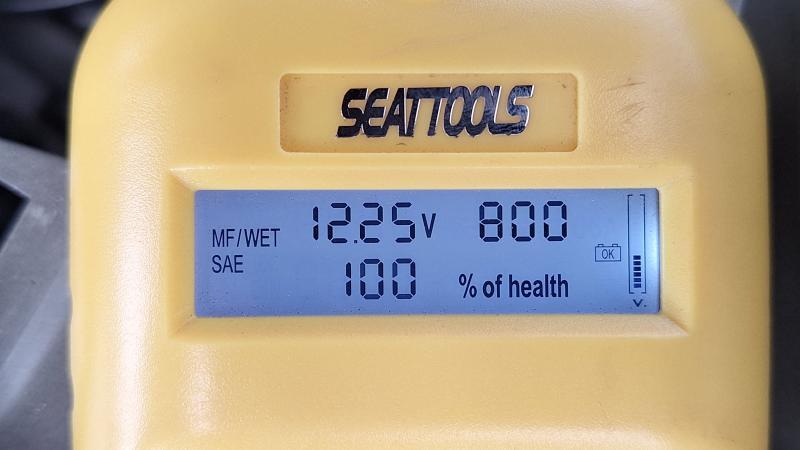 SEATTOOLS
MF/WET 12.25V 800
SAE 100 % of health
OK
V.